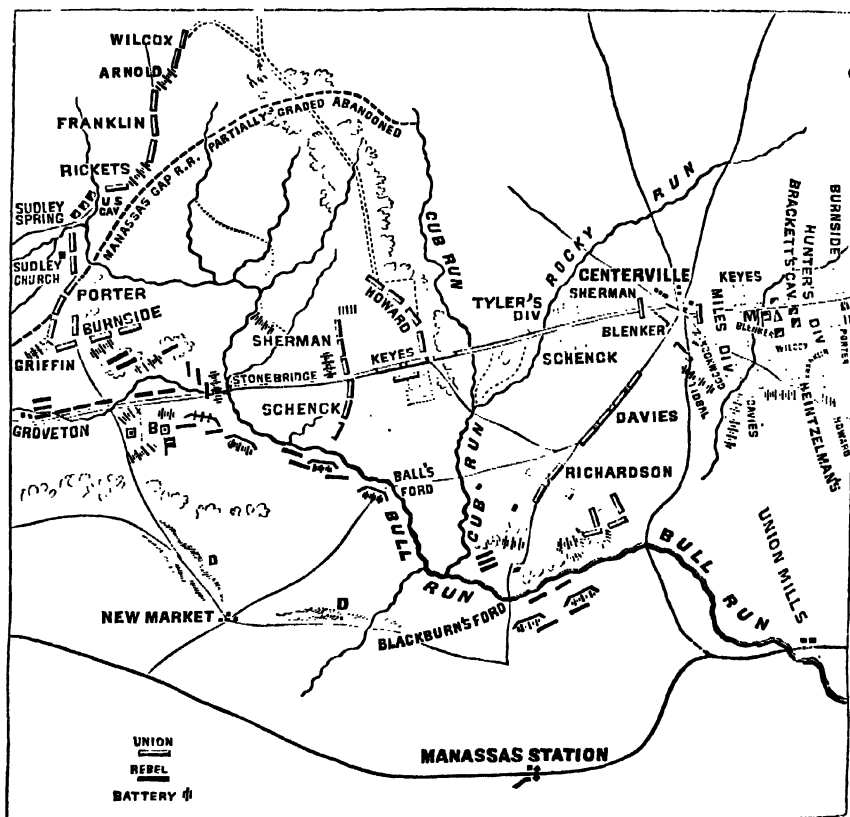 WILCOX
ARNOLD
FRANKLIN
RICKETS
SUDLEY
SPRING
U S
CAV
MANASSAS GAP R.R. PARTIALLY GRADED ABANDONED
SUDLEY
CHURCH
PORTER
BURNSIDE
GRIFFIN
GROVETON
B
STONEBRIDGE
SHERMAN
SCHENCK
KEYES
HOWARD
CUB RUN
ROCKY RUN
TYLER'S
DIV
CENTERVILLE
SHERMAN
BLENKER
SCHENCK
KEYES
BRACKETT'S CAV.
HUNTER'S DIV
BURNSIDE
MILES DIV
BLENKER
WILCOX
PORTER
HEINTZELMAN'S
HOWARD
DAVIES
DAVIES
RICHARDSON
BALL'S
FORD
CUB RUN
BULL RUN
BULL RUN
UNION MILLS
D
D
NEW MARKET
BLACKBURN'S FORD
MANASSAS STATION
UNION
REBEL
BATTERY